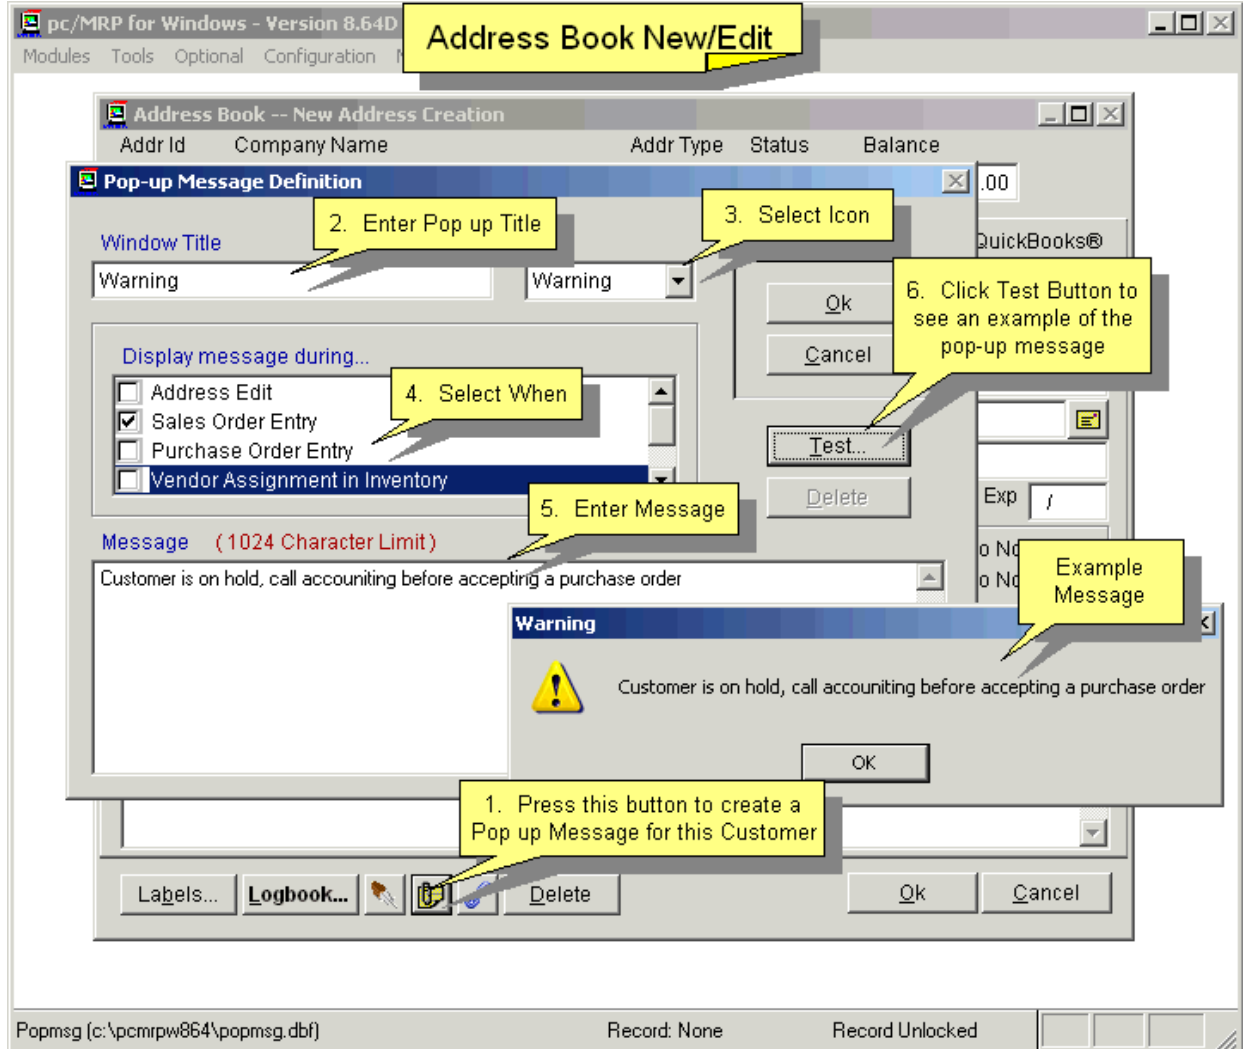 pc/MRP for Windows - Version 8.64D
Address Book New/Edit
Modules Tools Optional Configuration
Address Book -- New Address Creation
Addr Id Company Name Addr Type Status Balance
Pop-up Message Definition
.00
2. Enter Pop up Title
3. Select Icon
Window Title
QuickBooks®
Warning
Warning
Ok
6. Click Test Button to
see an example of the
pop-up message
Display message during...
Cancel
Address Edit
4. Select When
Sales Order Entry
Purchase Order Entry
Test...
Vendor Assignment in Inventory
Delete
Exp /
5. Enter Message
Message (1024 Character Limit)
o No
o No
Example
Message
Customer is on hold, call accouniting before accepting a purchase order
Warning
Customer is on hold, call accouniting before accepting a purchase order
OK
1. Press this button to create a
Pop up Message for this Customer
Labels... Logbook... Delete Ok Cancel
Popmsg (c:\pcmrpw864\popmsg.dbf) Record: None Record Unlocked